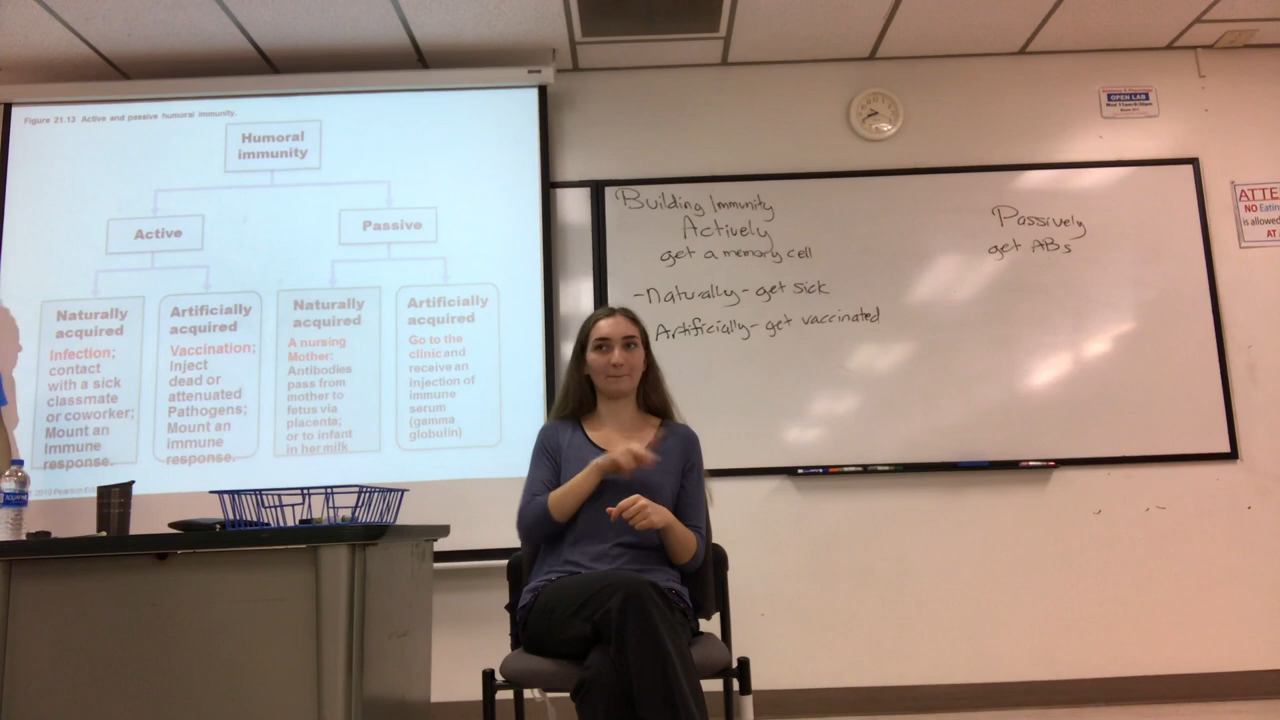 Figure 21.13 Active and passive humoral immunity.
Humoral
immunity
Active
Passive
Naturally
acquired
Infection;
contact
with a sick
classmate
or coworker;
Mount an
Immune
response.
Artificially
acquired
Vaccination;
Inject
dead or
attenuated
Pathogens;
Mount an
immune
response.
Naturally
acquired
A nursing
Mother:
Antibodies
pass from
mother to
fetus via
placenta;
or to infant
in her milk
Artificially
acquired
Go to the
clinic and
receive an
injection of
immune
serum
(gamma
globulin)
2010 Pearson
Building Immunity
Actively
get a memory cell
-Naturally- get sick
Artificially- get vaccinated
Passively
get ABs
OPEN LAB
ATTE
NO Eatin
is allowed
AT